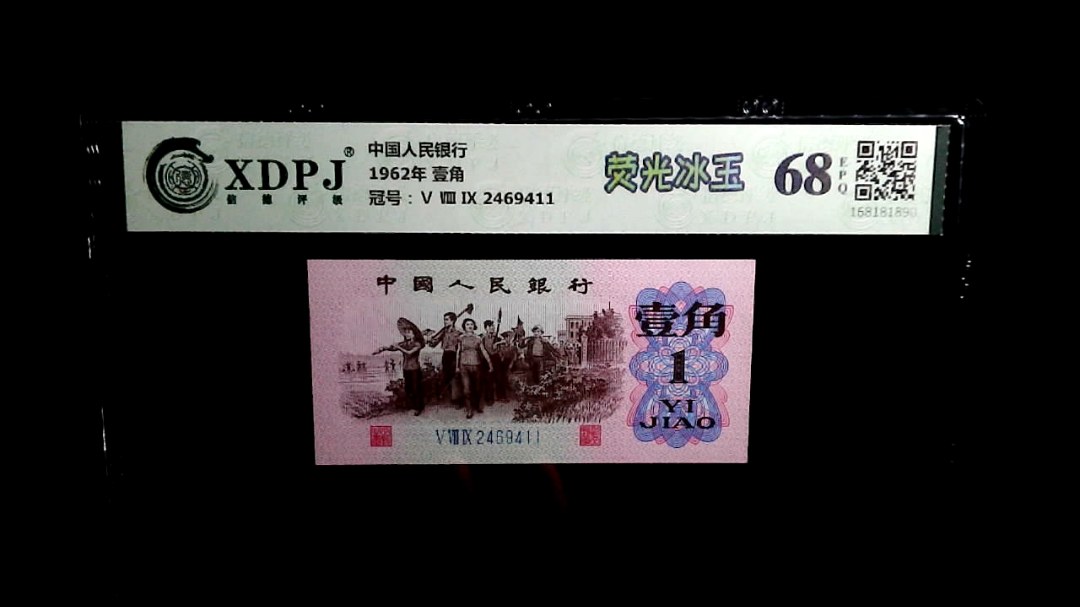 XDPJ®
信德评级
中国人民银行
1962年 壹角
冠号：V Ⅷ Ⅸ 2469411
荧光冰玉
68
EPQ
168181890
中國人民銀行
壹角
1
YI
JIAO
V Ⅷ Ⅸ 2469411